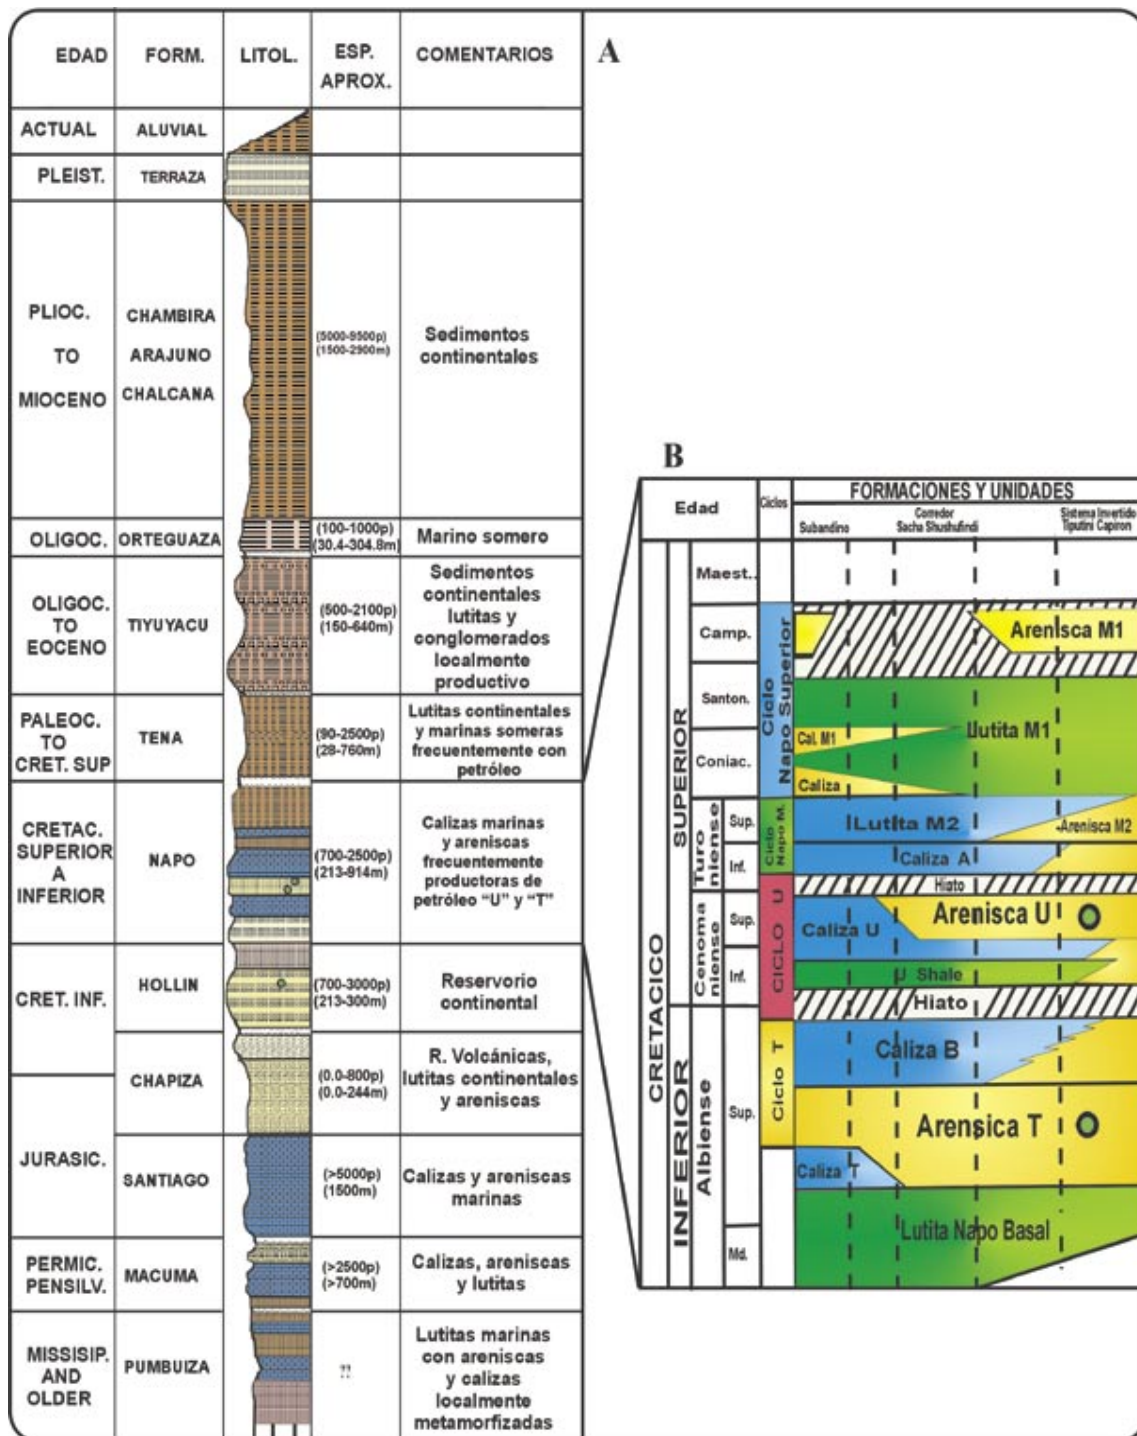 A
EDAD
FORM.
LITOL.
ESP.
APROX.
COMENTARIOS
ACTUAL
ALUVIAL
PLEIST.
TERRAZA
PLIOC.
TO
MIOCENO
CHAMBIRA
ARAJUNO
CHALCANA
(5000-9500p)
(1500-2900m)
Sedimentos
continentales
OLIGOC.
ORTEGUAZA
(100-1000p)
(30.4-304.8m)
Marino somero
OLIGOC.
TO
EOCENO
TIYUYACU
(500-2100p)
(150-640m)
Sedimentos
continentales
lutitas y
conglomerados
localmente
productivo
PALEOC.
TO
CRET. SUP
TENA
(90-2500p)
(28-760m)
Lutitas continentales
y marinas someras
frecuentemente con
petróleo
CRETAC.
SUPERIOR
A
INFERIOR
NAPO
(700-2500p)
(213-914m)
Calizas marinas
y areniscas
frecuentemente
productoras de
petróleo “U” y “T”
CRET. INF.
HOLLIN
(700-3000p)
(213-300m)
Reservorio
continental
CHAPIZA
(0.0-800p)
(0.0-244m)
R. Volcánicas,
lutitas continentales
y areniscas
JURASIC.
SANTIAGO
(>5000p)
(1500m)
Calizas y areniscas
marinas
PERMIC.
PENSILV.
MACUMA
(>2500p)
(>700m)
Calizas, areniscas
y lutitas
MISSISIP.
AND
OLDER
PUMBUIZA
??
Lutitas marinas
con areniscas
y calizas
localmente
metamorfizadas
B
Edad
Ciclos
FORMACIONES Y UNIDADES
Subandino
Corredor
Sacha Shushufindi
Sistema Invertido
Tiputini Capiron
CRETACICO
SUPERIOR
INFERIOR
Maest..
Camp.
Santon.
Coniac.
Turo
niense
Sup.
Inf.
Cenoma
niense
Sup.
Inf.
Albiense
Sup.
Md.
Ciclo
Napo Superior
Ciclo
Napo M.
CICLO U
Ciclo T
Arenisca M1
Lutita M1
Cal. M1
Caliza
Lutita M2
Arenisca M2
Caliza A
Hiato
Arenisca U
Caliza U
U Shale
Hiato
Caliza B
Arensica T
Caliza T
Lutita Napo Basal